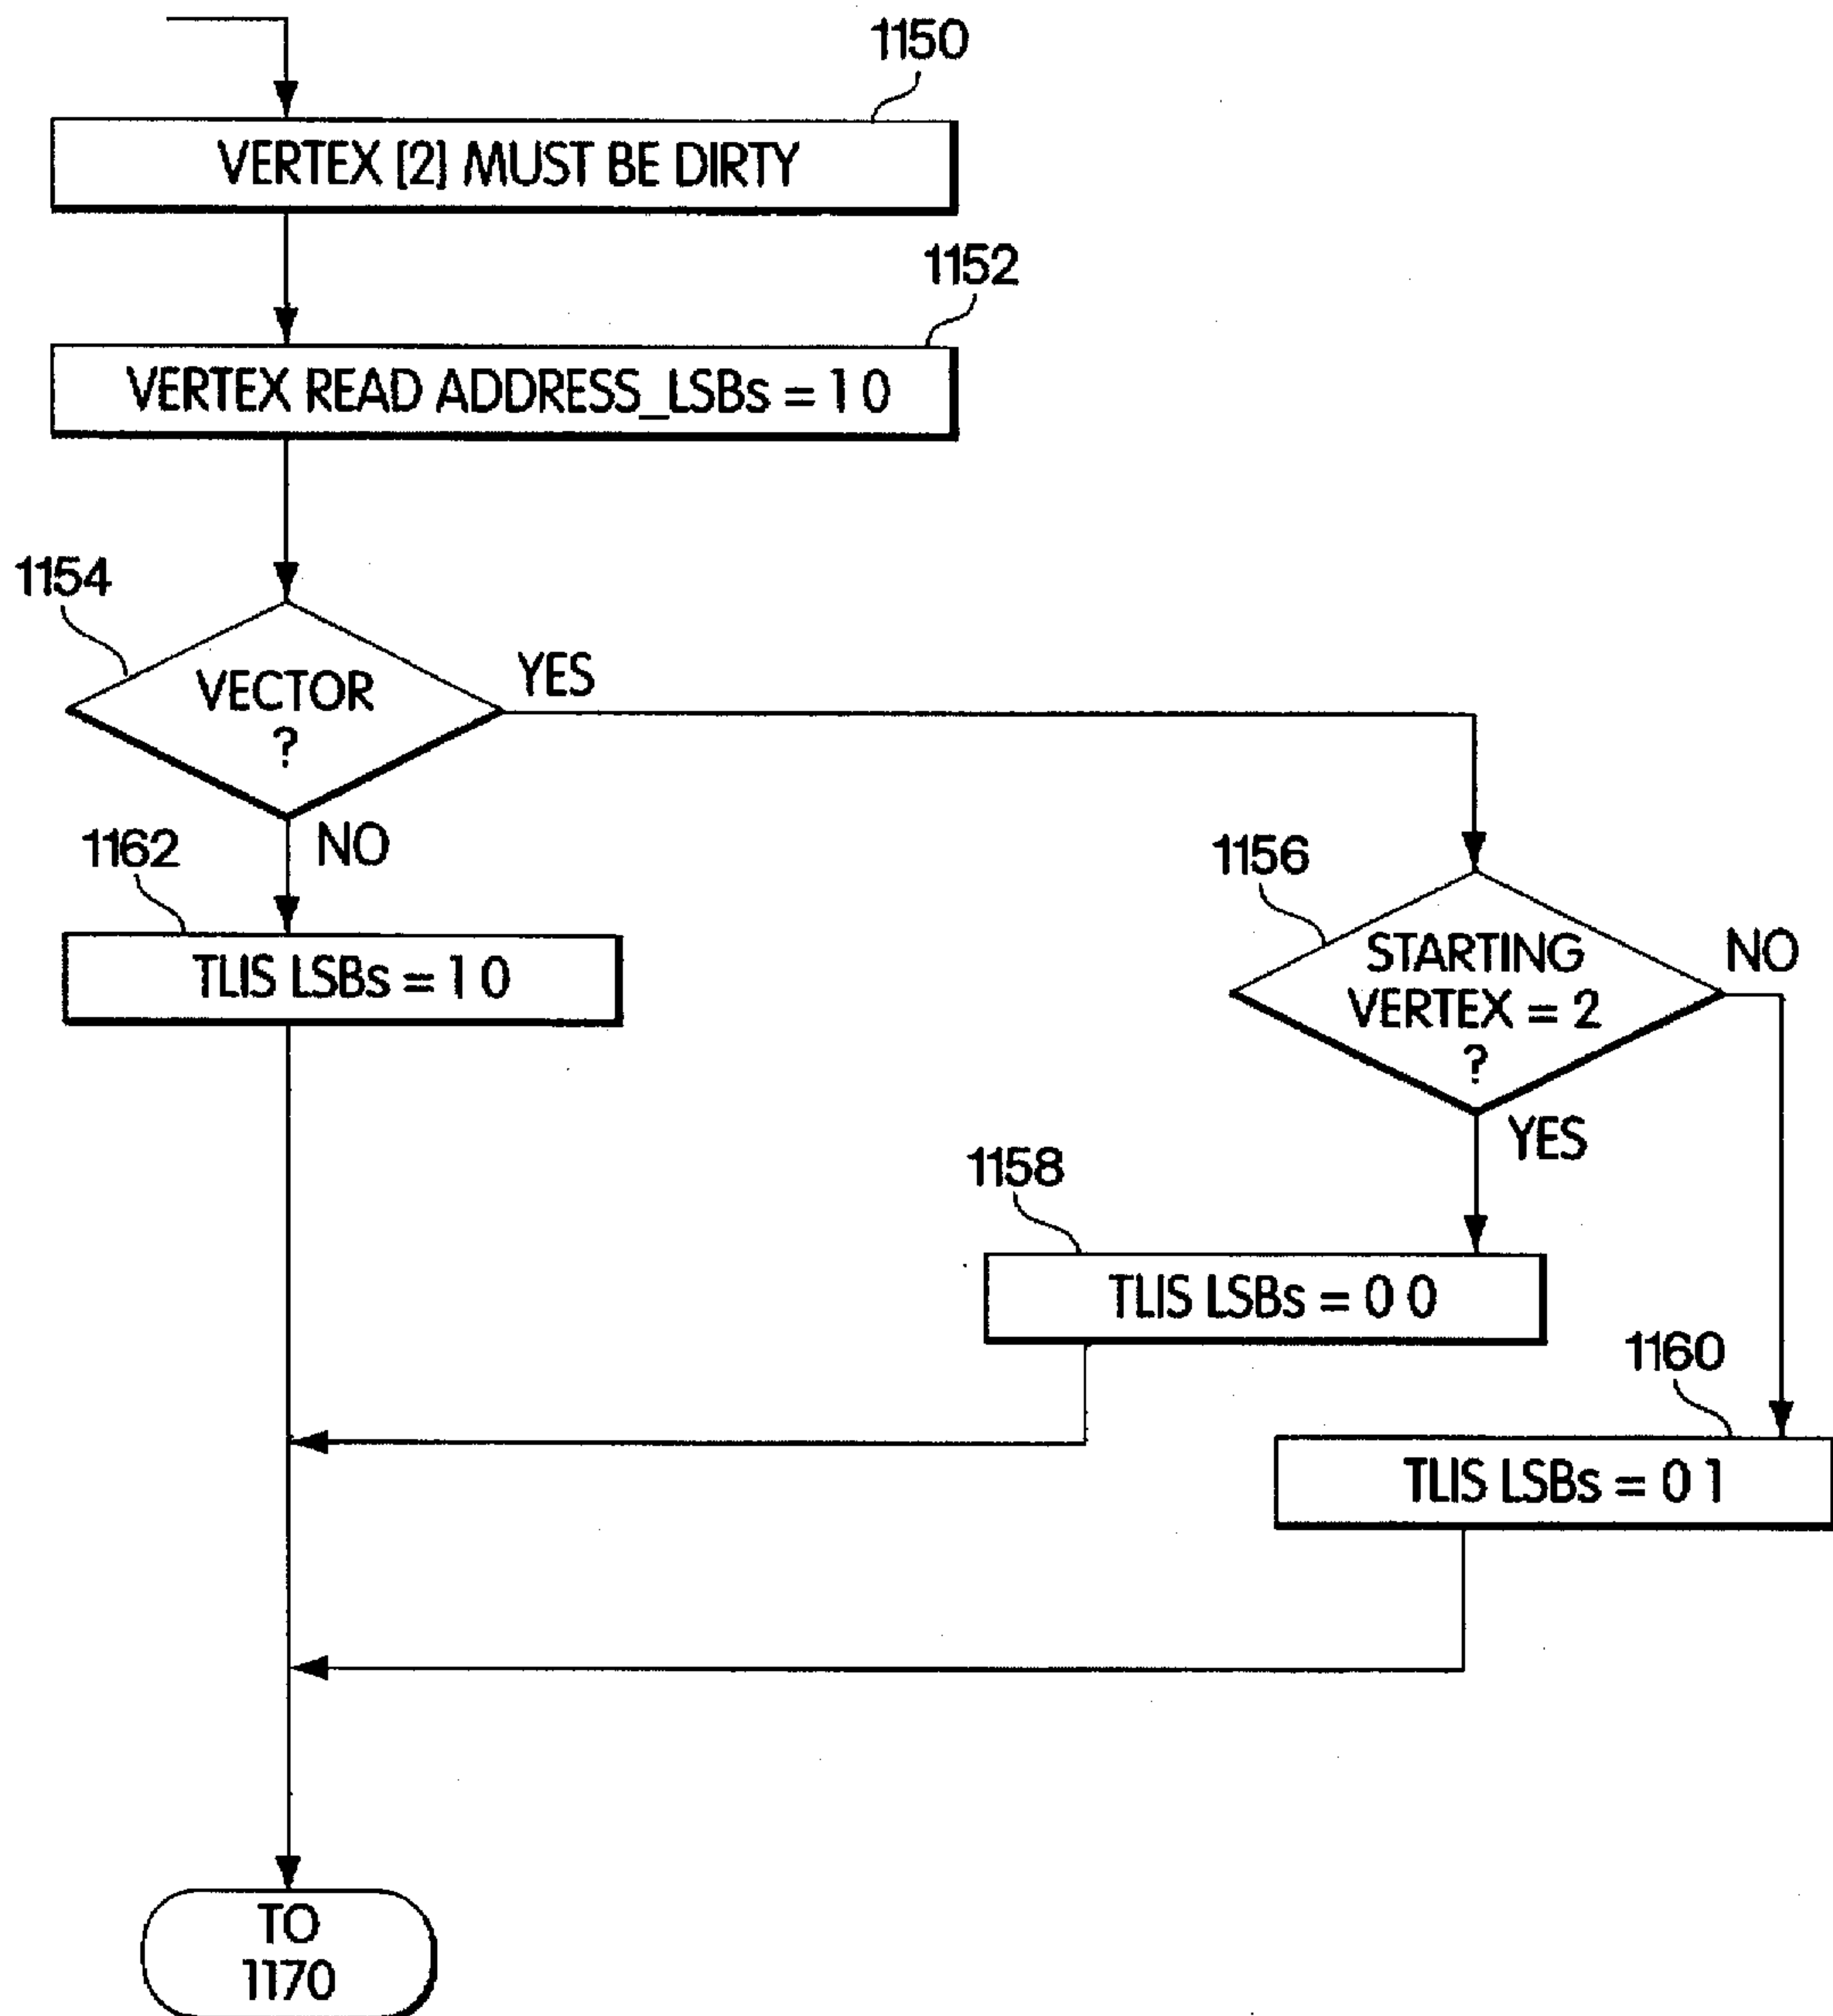 1150
VERTEX [2] MUST BE DIRTY
1152
VERTEX READ ADDRESS_LSBs = 1 0
1154
VECTOR
?
YES
NO
1162
TLIS LSBs = 1 0
1156
STARTING
VERTEX = 2
?
NO
YES
1158
TLIS LSBs = 0 0
1160
TLIS LSBs = 0 1
TO
1170